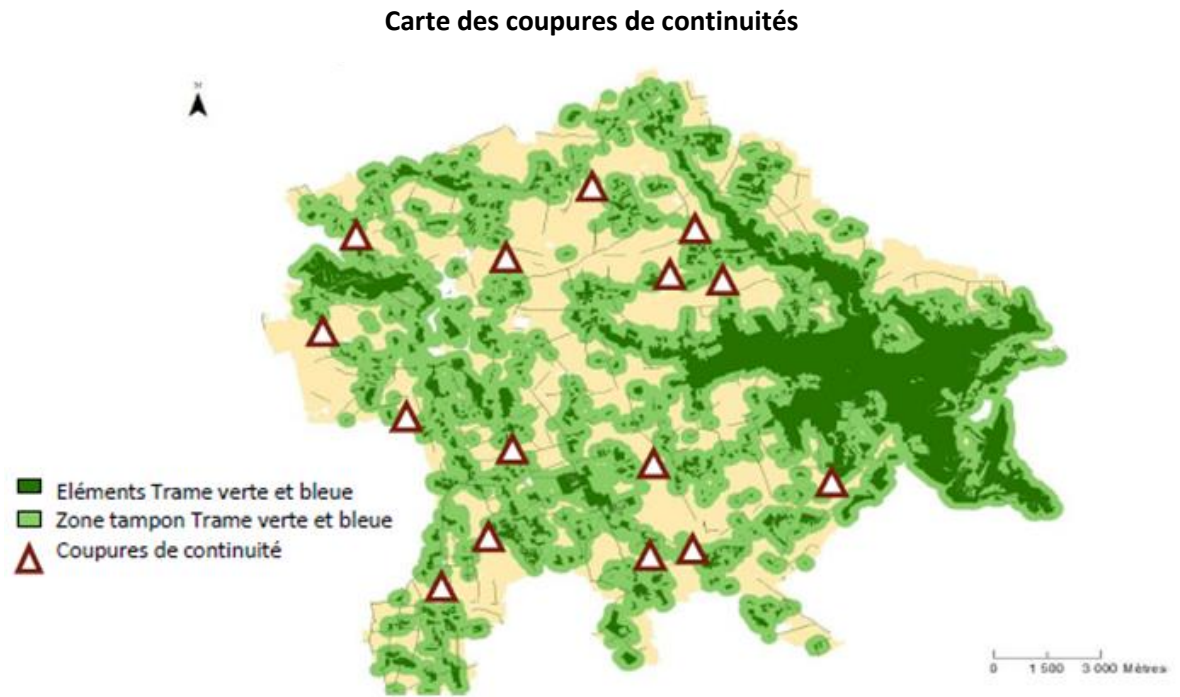 Carte des coupures de continuités
N
Eléments Trame verte et bleue
Zone tampon Trame verte et bleue
Coupures de continuité
0 1 500 3 000 Mètres